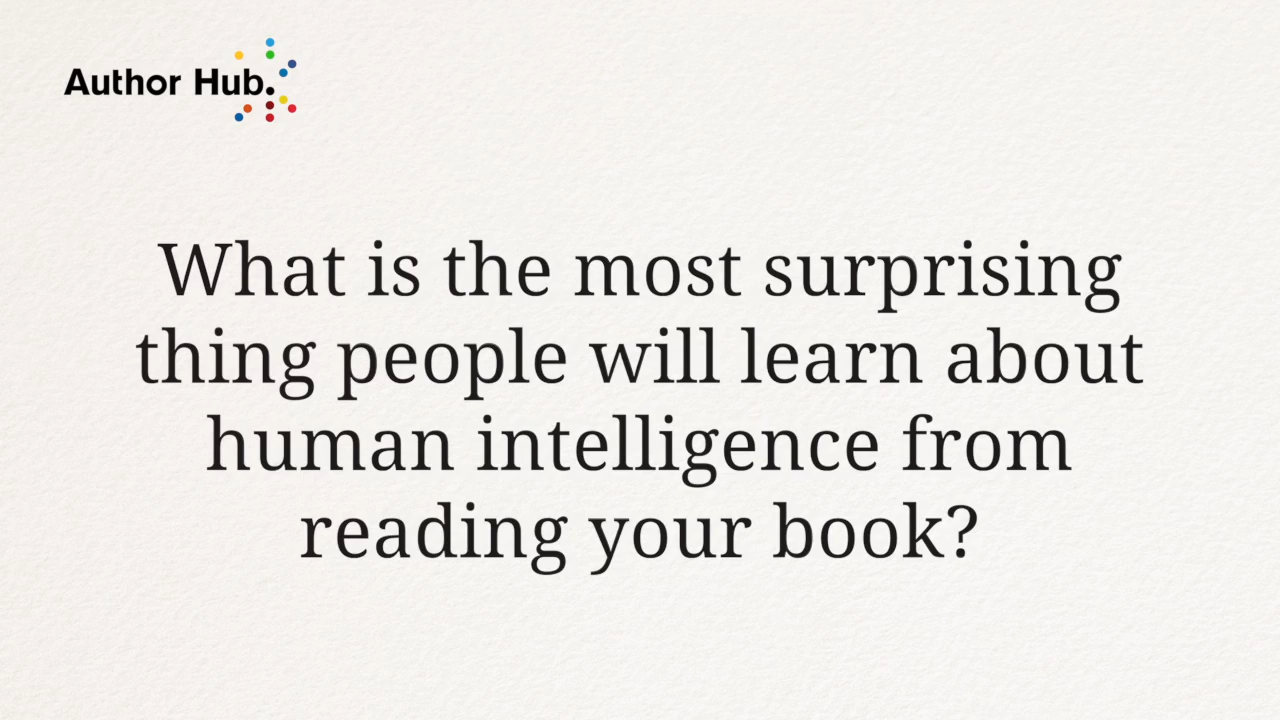 Author Hub.
What is the most surprising
thing people will learn about
human intelligence from
reading your book?